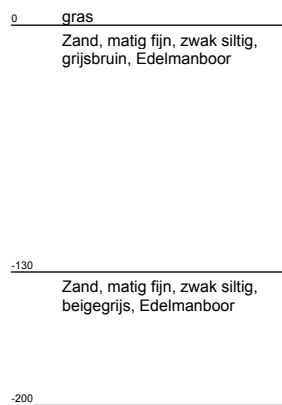 0 gras
Zand, matig fijn, zwak siltig,
grijsbruin, Edelmanboor
-130
Zand, matig fijn, zwak siltig,
beigegrijs, Edelmanboor
-200